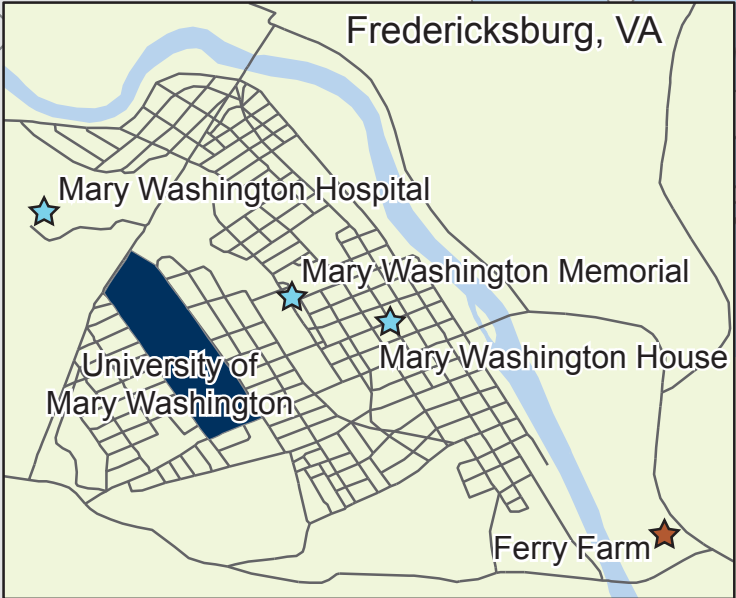 Fredericksburg, VA
Mary Washington Hospital
Mary Washington Memorial
Mary Washington House
University of
Mary Washington
Ferry Farm